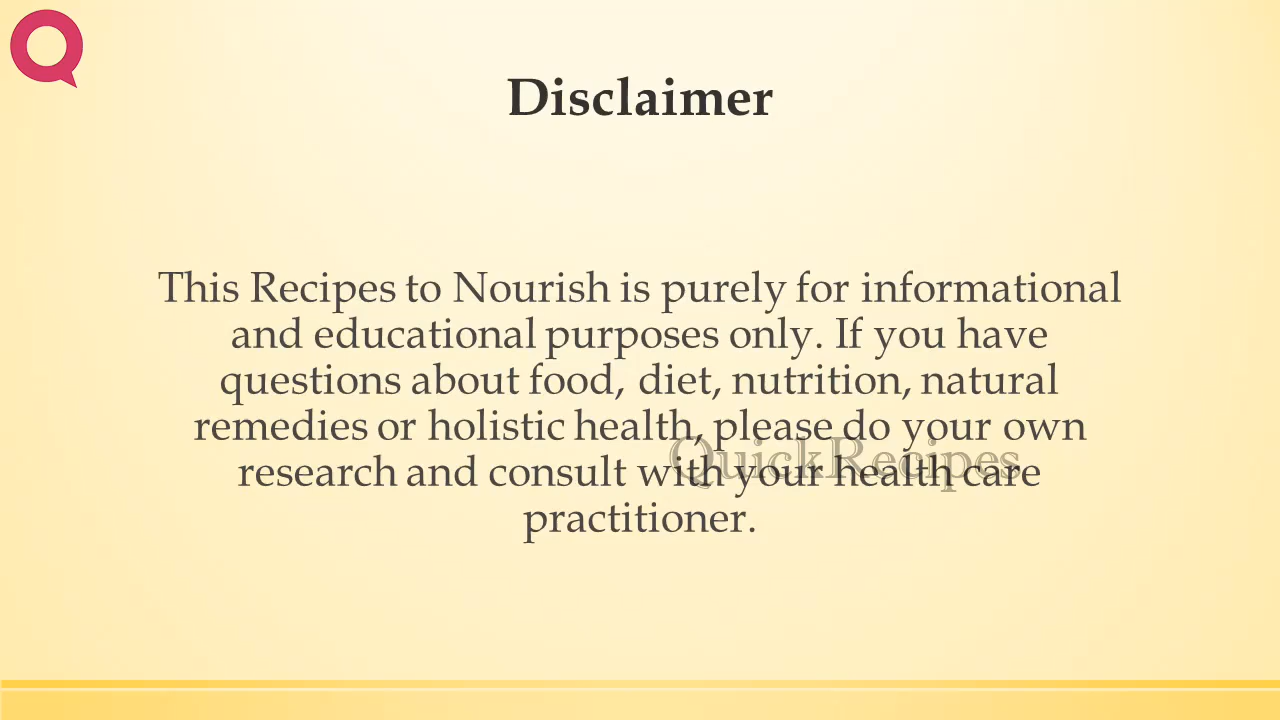 Disclaimer
This Recipes to Nourish is purely for informational
and educational purposes only. If you have
questions about food, diet, nutrition, natural
remedies or holistic health, please do your own
research and consult with your health care
practitioner.
QuickRecipes